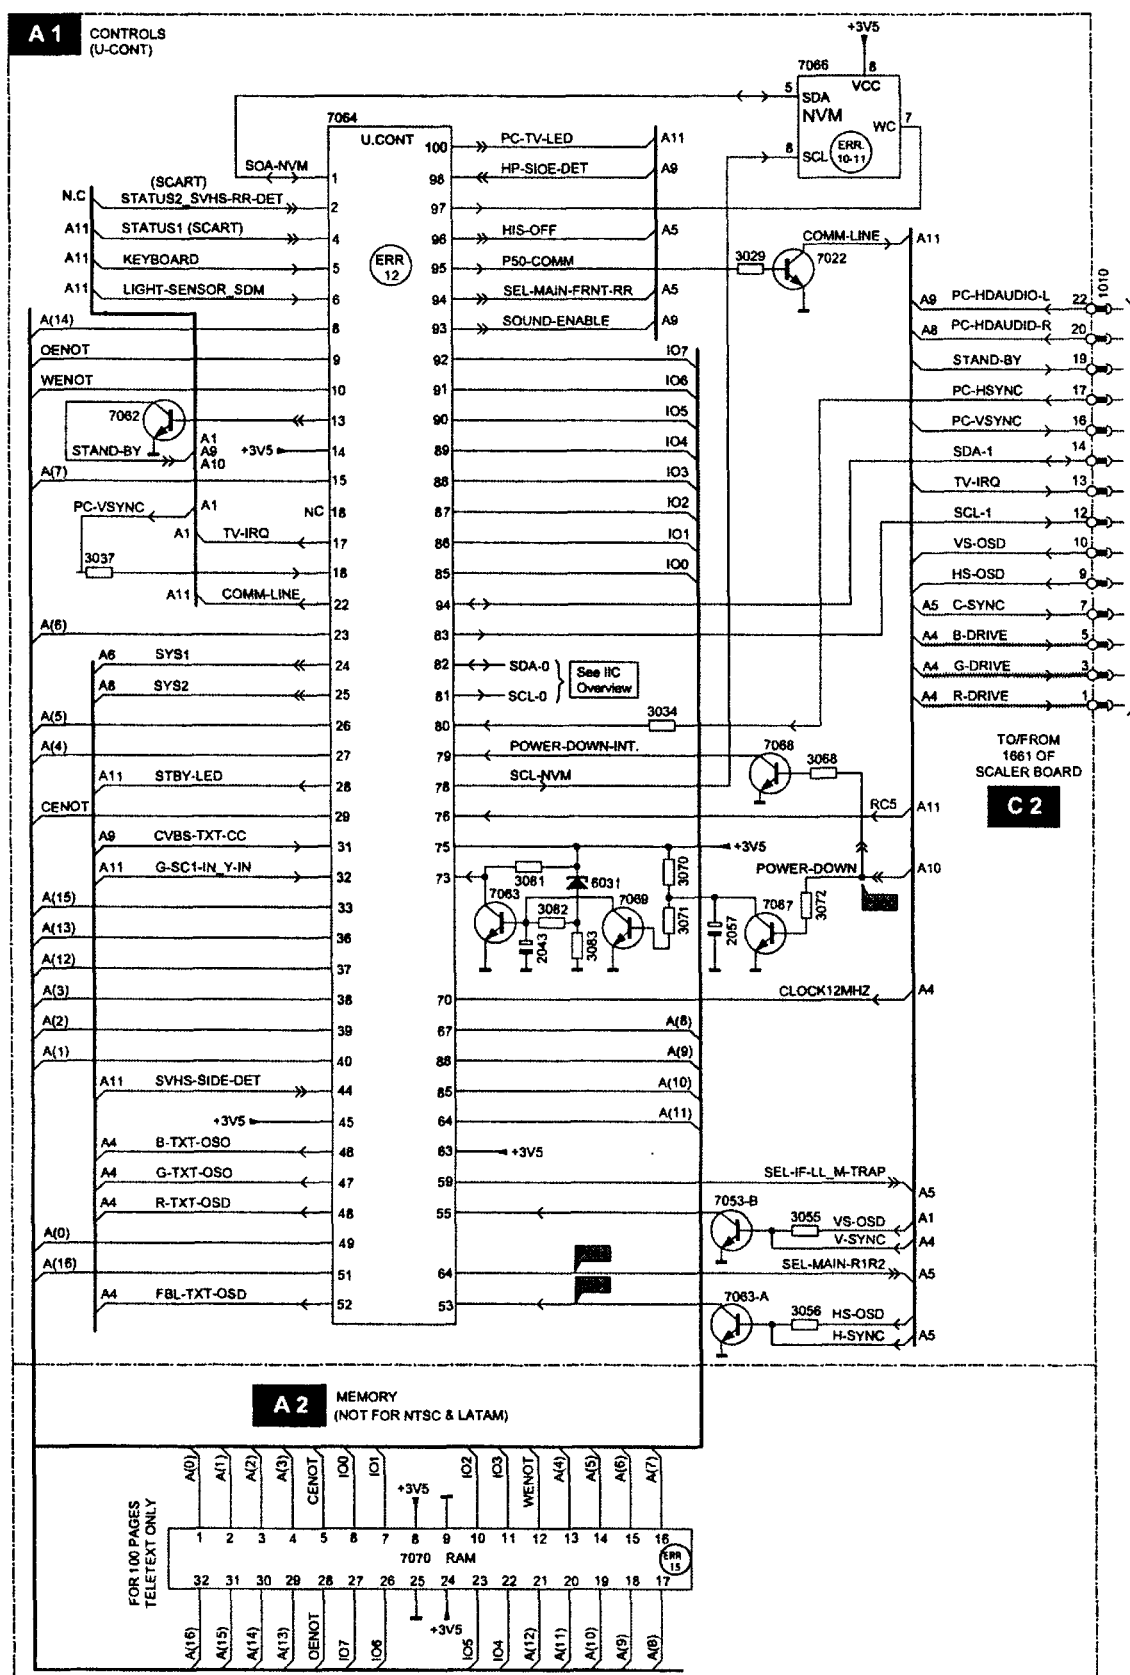 A 1 CONTROLS
(U-CONT)
+3V5
7066 8
VCC
5 SDA
NVM
WC 7
6 SCL
ERR.
10-11
7064
U.CONT
SOA-NVM 1
(SCART)
N.C STATUS2_SVHS-RR-DET 2
A11 STATUS1 (SCART) 4
A11 KEYBOARD 5
A11 LIGHT-SENSOR_SDM 6
ERR
12
A(14) 8
OENOT 9
WENOT 10
7062 13
STAND-BY A1
A9
A10
+3V5 14
A(7) 15
PC-VSYNC A1 NC 18
A1 TV-IRQ 17
3037 18
A11 COMM-LINE 22
A(6) 23
A6 SYS1 24
A8 SYS2 25
A(5) 26
A(4) 27
A11 STBY-LED 28
CENOT 29
A9 CVBS-TXT-CC 31
A11 G-SC1-IN_Y-IN 32
A(15) 33
A(13) 36
A(12) 37
A(3) 38
A(2) 39
A(1) 40
A11 SVHS-SIDE-DET 44
+3V5 45
A4 B-TXT-OSO 46
A4 G-TXT-OSO 47
A4 R-TXT-OSD 48
A(0) 49
A(16) 51
A4 FBL-TXT-OSD 52
100 PC-TV-LED A11
98 HP-SIOE-DET A9
97
96 HIS-OFF A5
95 P50-COMM 3029 7022 COMM-LINE A11
94 SEL-MAIN-FRNT-RR A5
93 SOUND-ENABLE A9
92 IO7
91 IO6
90 IO5
89 IO4
88 IO3
87 IO2
86 IO1
85 IO0
94
83
82 SDA-0
81 SCL-0
See IIC
Overview
80 3034
79 POWER-DOWN-INT. 7068 3068
78 SCL-NVM
76 RC5 A11
75 +3V5
73 7063 3081 6031 3082 2043 3083 7069 3070 3071 2057 7067 3072
POWER-DOWN A10
70 CLOCK12MHZ A4
67 A(8)
88 A(9)
85 A(10)
64 A(11)
63 +3V5
59 SEL-IF-LL_M-TRAP A5
55 7053-B 3055 VS-OSD A1
V-SYNC A4
64 SEL-MAIN-R1R2 A5
53 7063-A 3056 HS-OSD
H-SYNC A5
1010
A9 PC-HDAUDIO-L 22
A8 PC-HDAUDID-R 20
STAND-BY 19
PC-HSYNC 17
PC-VSYNC 16
SDA-1 14
TV-IRQ 13
SCL-1 12
VS-OSD 10
HS-OSD 9
A5 C-SYNC 7
A4 B-DRIVE 5
A4 G-DRIVE 3
A4 R-DRIVE 1
TO/FROM
1661 OF
SCALER BOARD
C 2
A 2 MEMORY
(NOT FOR NTSC & LATAM)
FOR 100 PAGES
TELETEXT ONLY
A(0) A(1) A(2) A(3) CENOT IO0 IO1 +3V5 IO2 IO3 WENOT A(4) A(5) A(6) A(7)
1 2 3 4 5 6 7 8 9 10 11 12 13 14 15 16
7070 RAM
ERR
15
32 31 30 29 28 27 26 25 24 23 22 21 20 19 18 17
A(16) A(15) A(14) A(13) OENOT IO7 IO6 +3V5 IO5 IO4 A(12) A(11) A(10) A(9) A(8)